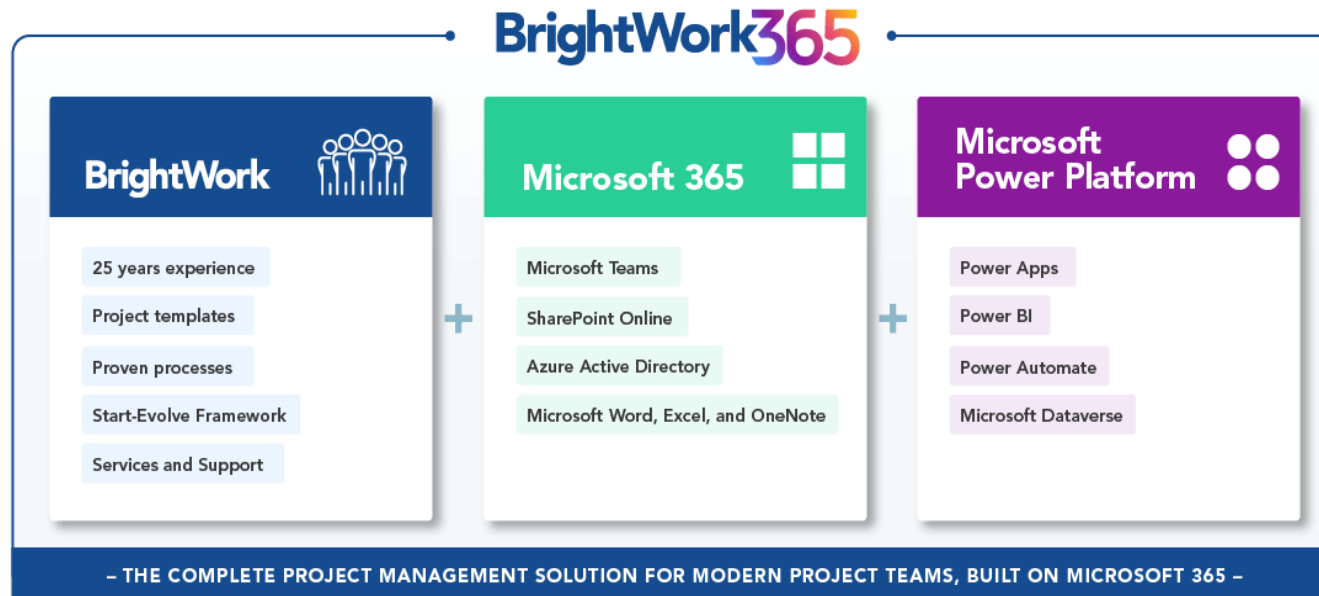 BrightWork365
BrightWork
25 years experience
Project templates
Proven processes
Start-Evolve Framework
Services and Support
+
Microsoft 365
Microsoft Teams
SharePoint Online
Azure Active Directory
Microsoft Word, Excel, and OneNote
+
Microsoft
Power Platform
Power Apps
Power BI
Power Automate
Microsoft Dataverse
– THE COMPLETE PROJECT MANAGEMENT SOLUTION FOR MODERN PROJECT TEAMS, BUILT ON MICROSOFT 365 –